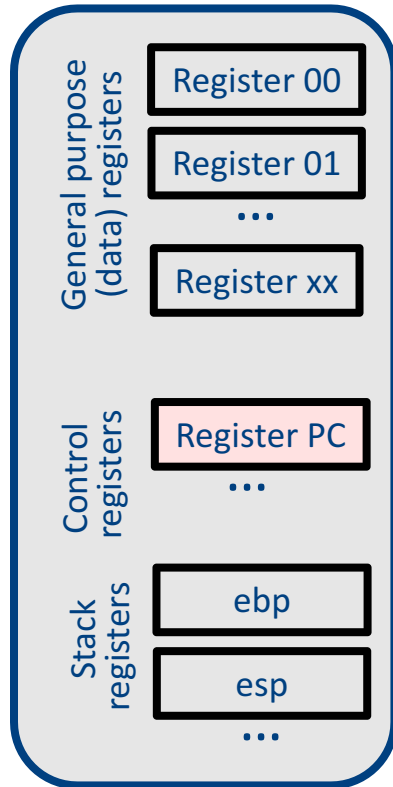 General purpose
(data) registers
Register 00
Register 01
...
Register xx
Control
registers
Register PC
...
Stack
registers
ebp
esp
...